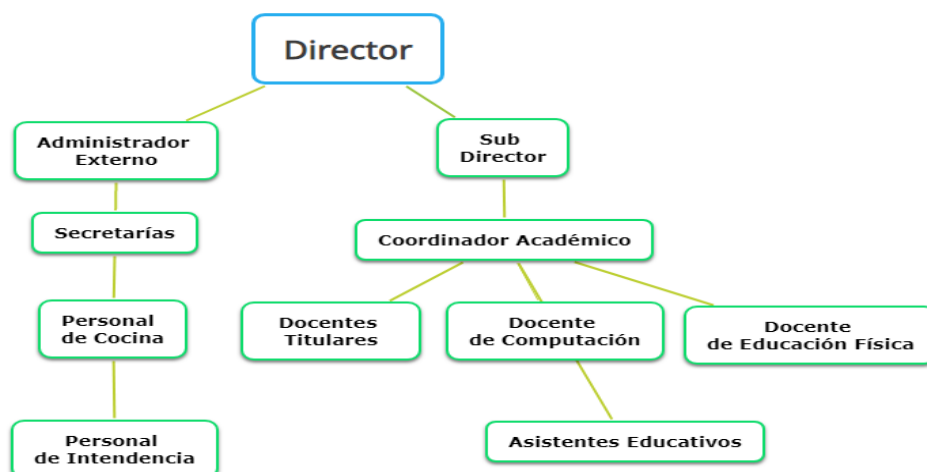 Director
Administrador
Externo
Sub
Director
Secretarías
Coordinador Académico
Personal
de Cocina
Docentes
Titulares
Docente
de Computación
Docente
de Educación Física
Personal
de Intendencia
Asistentes Educativos